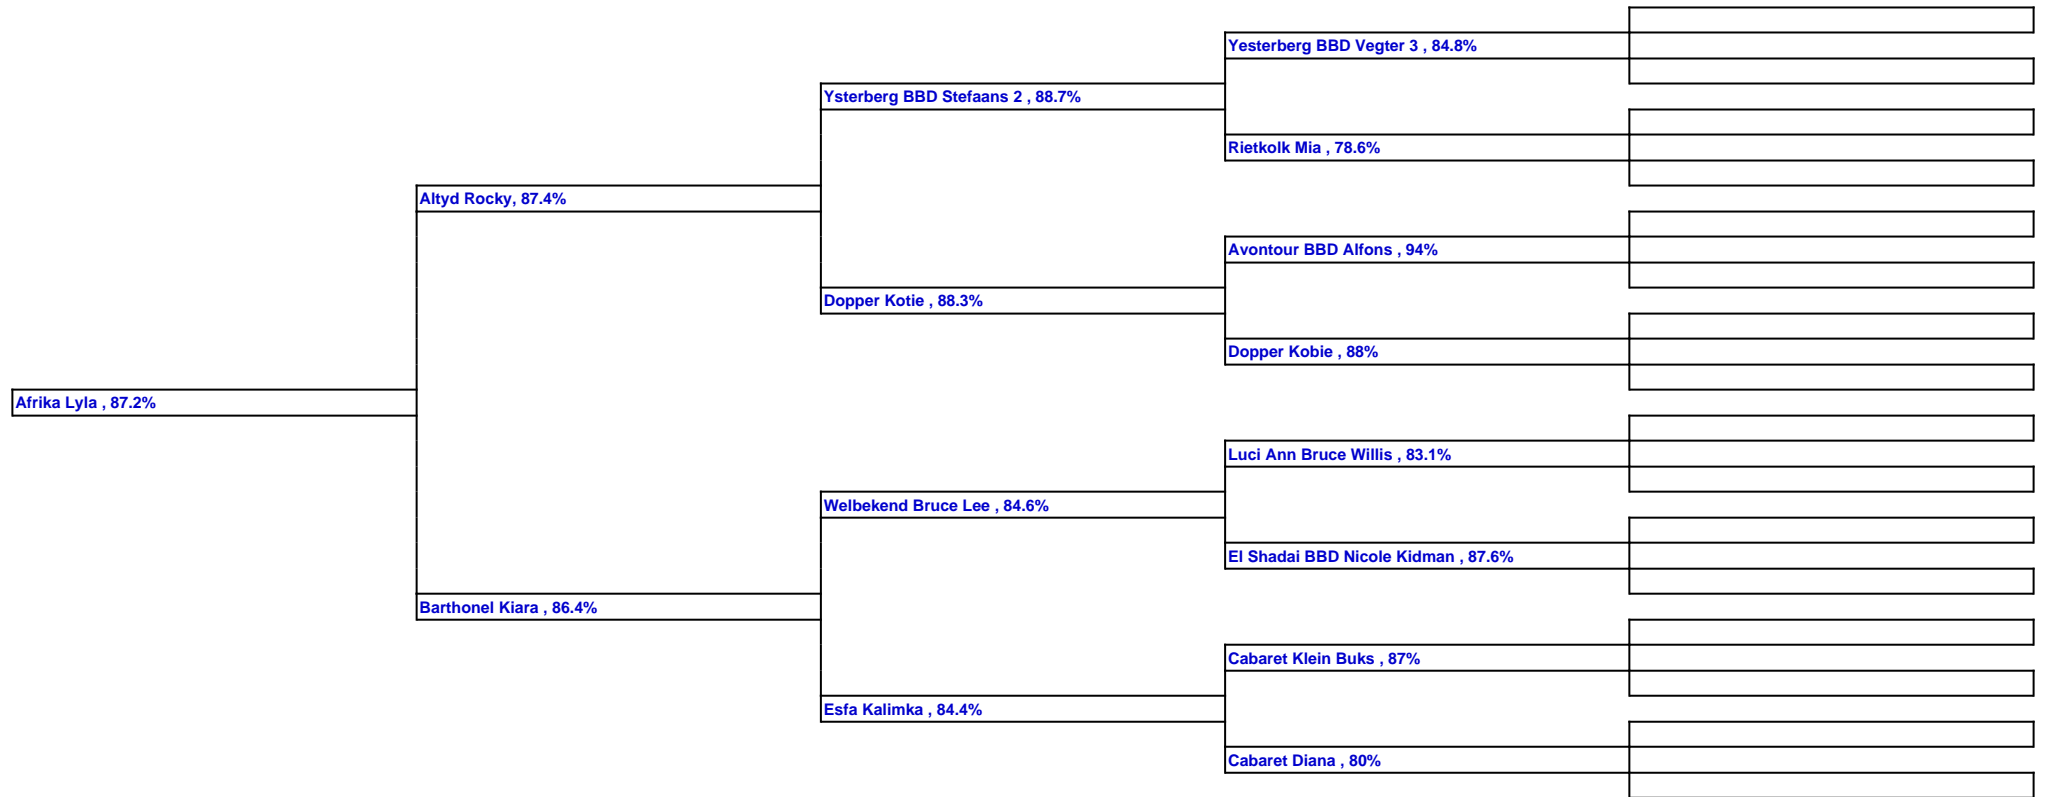 Yesterberg BBD Vegter 3 , 84.8%
Ysterberg BBD Stefaans 2 , 88.7%
Rietkolk Mia , 78.6%
Altyd Rocky, 87.4%
Avontour BBD Alfons , 94%
Dopper Kotie , 88.3%
Dopper Kobie , 88%
Afrika Lyla , 87.2%
Luci Ann Bruce Willis , 83.1%
Welbekend Bruce Lee , 84.6%
El Shadai BBD Nicole Kidman , 87.6%
Barthonel Kiara , 86.4%
Cabaret Klein Buks , 87%
Esfa Kalimka , 84.4%
Cabaret Diana , 80%